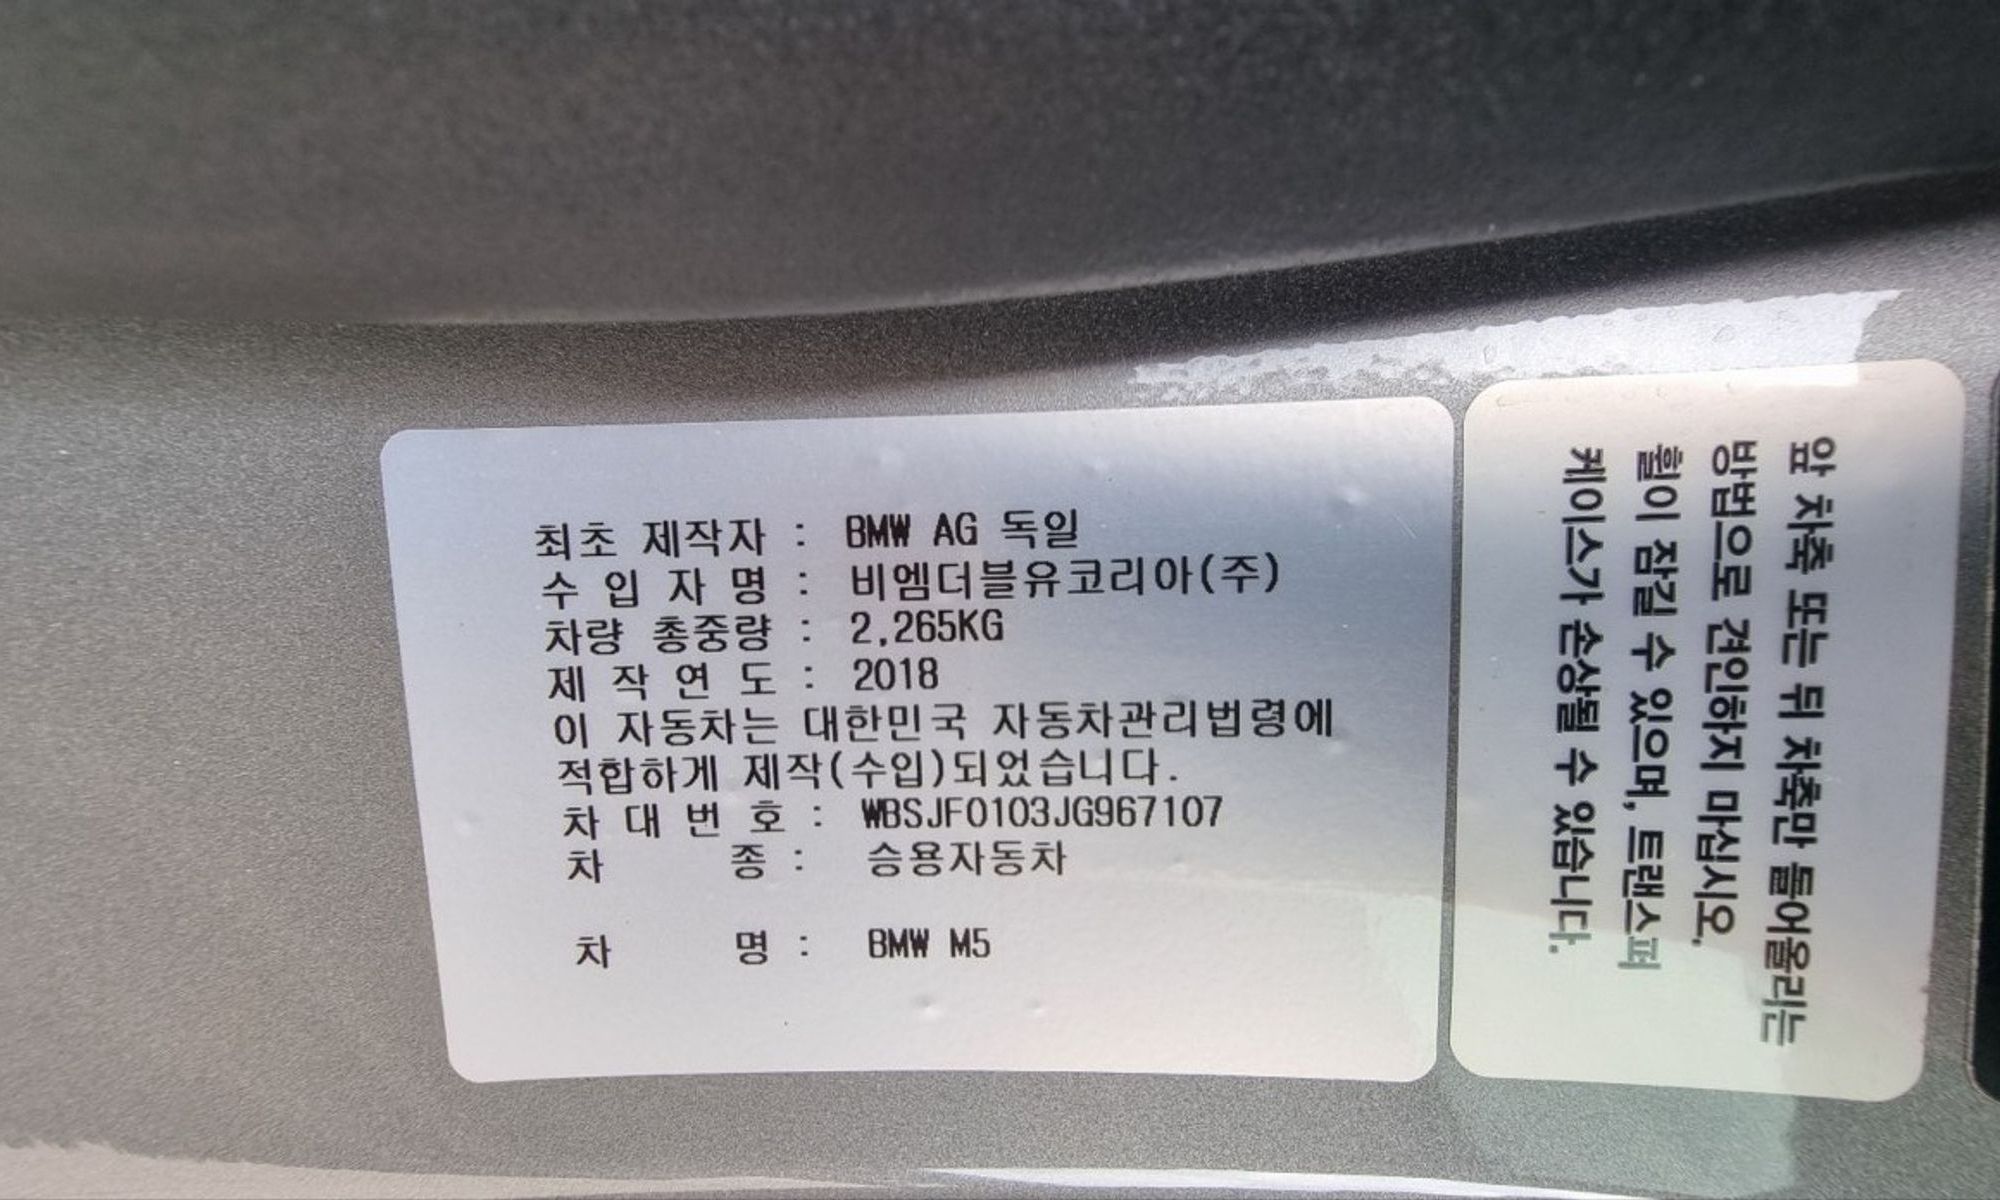 최초 제작자 : BMW AG 독일
수 입 자 명 : 비엠더블유코리아(주)
차량 총중량 : 2,265KG
제 작 연 도 : 2018
이 자동차는 대한민국 자동차관리법령에
적합하게 제작(수입)되었습니다.
차 대 번 호 : WBSJF0103JG967107
차 종 : 승용자동차
차 명 : BMW M5
앞 차축 또는 뒤 차축만 들어올리는
방법으로 견인하지 마십시오.
휠이 잠길 수 있으며, 트랜스퍼
케이스가 손상될 수 있습니다.